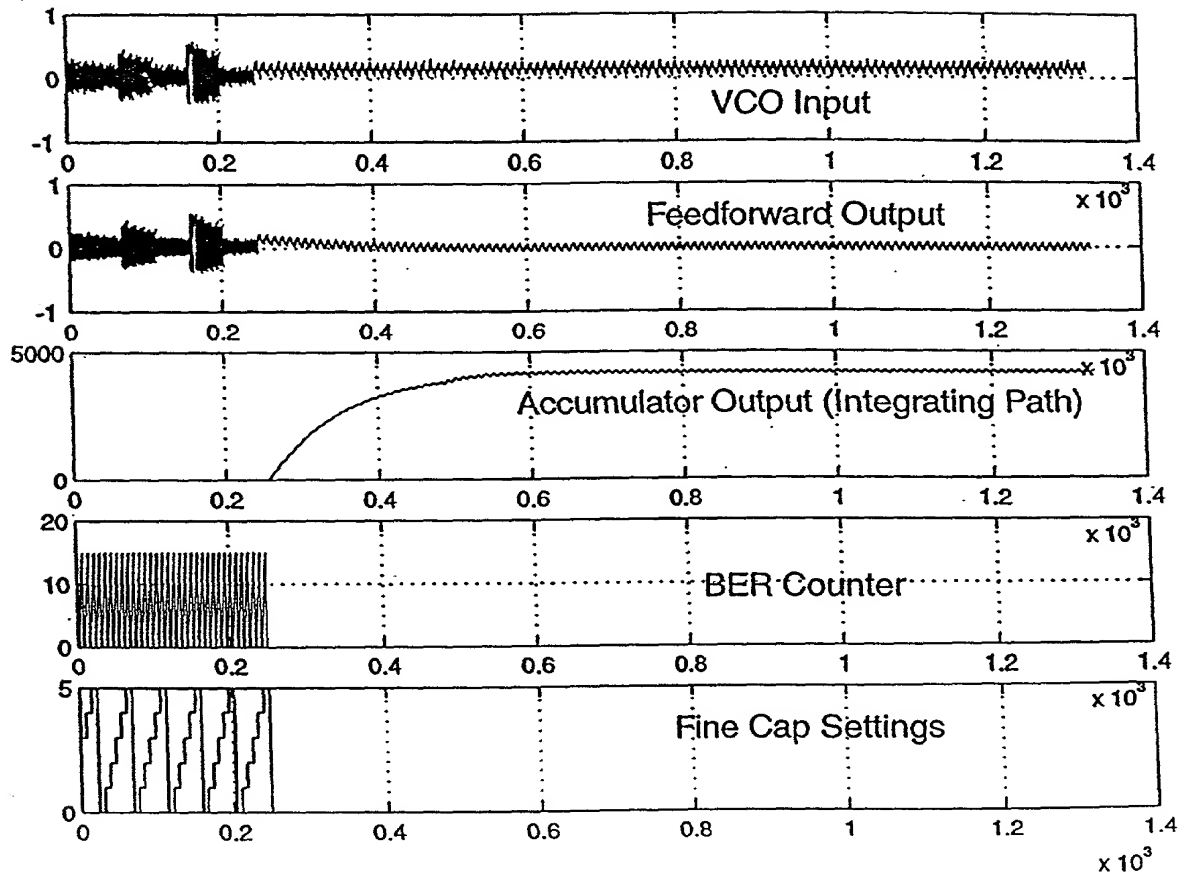 1
0
-1
VCO Input
0 0.2 0.4 0.6 0.8 1 1.2 1.4
x 10³
1
0
-1
Feedforward Output
0 0.2 0.4 0.6 0.8 1 1.2 1.4
x 10³
5000
0
Accumulator Output (Integrating Path)
0 0.2 0.4 0.6 0.8 1 1.2 1.4
x 10³
20
10
0
BER Counter
0 0.2 0.4 0.6 0.8 1 1.2 1.4
x 10³
5
0
Fine Cap Settings
0 0.2 0.4 0.6 0.8 1 1.2 1.4
x 10³